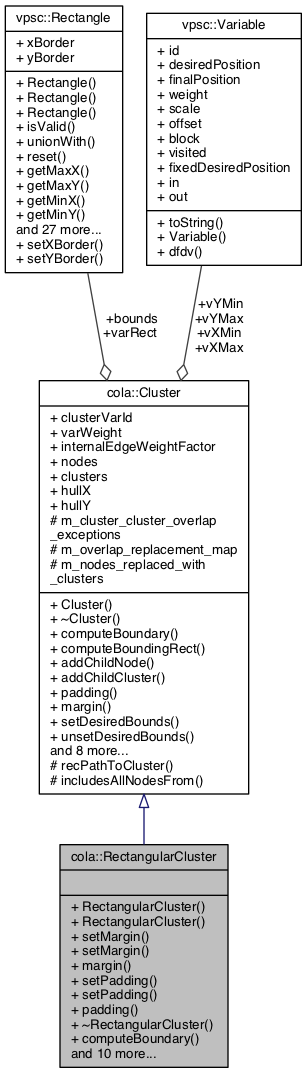 vpsc::Rectangle
+ xBorder
+ yBorder
+ Rectangle()
+ Rectangle()
+ Rectangle()
+ isValid()
+ unionWith()
+ reset()
+ getMaxX()
+ getMaxY()
+ getMinX()
+ getMinY()
and 27 more...
+ setXBorder()
+ setYBorder()
vpsc::Variable
+ id
+ desiredPosition
+ finalPosition
+ weight
+ scale
+ offset
+ block
+ visited
+ fixedDesiredPosition
+ in
+ out
+ toString()
+ Variable()
+ dfdv()
+bounds
+varRect
+vYMin
+vYMax
+vXMin
+vXMax
cola::Cluster
+ clusterVarId
+ varWeight
+ internalEdgeWeightFactor
+ nodes
+ clusters
+ hullX
+ hullY
# m_cluster_cluster_overlap
_exceptions
# m_overlap_replacement_map
# m_nodes_replaced_with
_clusters
+ Cluster()
+ ~Cluster()
+ computeBoundary()
+ computeBoundingRect()
+ addChildNode()
+ addChildCluster()
+ padding()
+ margin()
+ setDesiredBounds()
+ unsetDesiredBounds()
and 8 more...
# recPathToCluster()
# includesAllNodesFrom()
cola::RectangularCluster
+ RectangularCluster()
+ RectangularCluster()
+ setMargin()
+ setMargin()
+ margin()
+ setPadding()
+ setPadding()
+ padding()
+ ~RectangularCluster()
+ computeBoundary()
and 10 more...